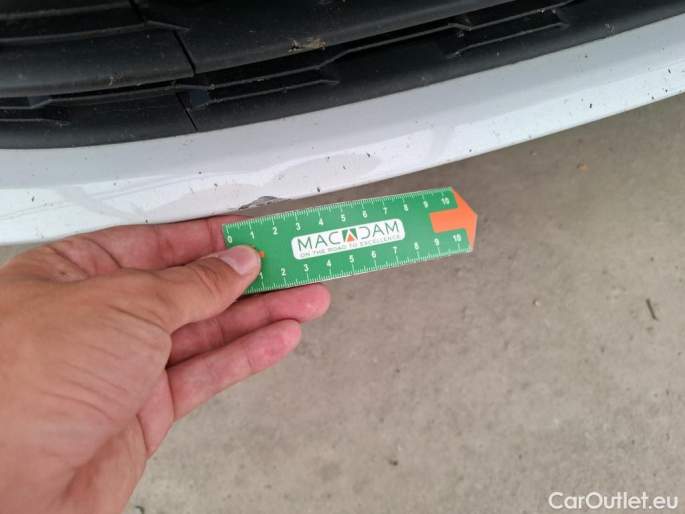 0 1 2 3 4 5 6 7 8 9 10
MACADAM
ON THE ROAD TO EXCELLENCE
1 2 3 4 5 6 7 8 9 10
CarOutlet.eu